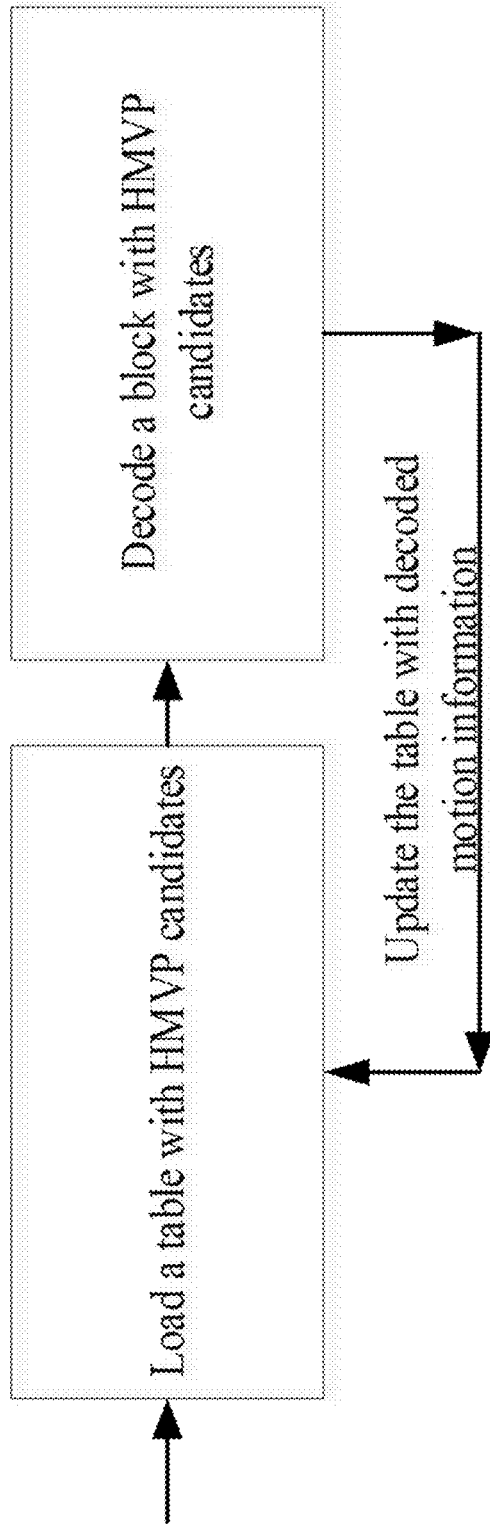 Load a table with HMVP candidates
Decode a block with HMVP
candidates
Update the table with decoded
motion information